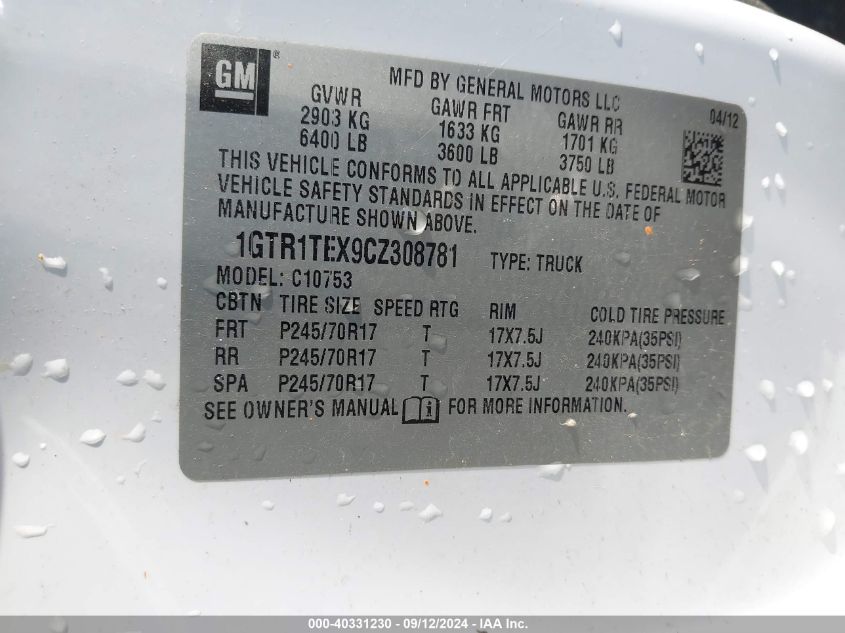 GM®
MFD BY GENERAL MOTORS LLC
GVWR GAWR FRT GAWR RR 04/12
2903 KG 1633 KG 1701 KG
6400 LB 3600 LB 3750 LB
THIS VEHICLE CONFORMS TO ALL APPLICABLE U.S. FEDERAL MOTOR
VEHICLE SAFETY STANDARDS IN EFFECT ON THE DATE OF
MANUFACTURE SHOWN ABOVE.
1GTR1TEX9CZ308781 TYPE: TRUCK
MODEL: C10753
CBTN TIRE SIZE SPEED RTG RIM COLD TIRE PRESSURE
FRT P245/70R17 T 17X7.5J 240KPA(35PSI)
RR P245/70R17 T 17X7.5J 240KPA(35PSI)
SPA P245/70R17 T 17X7.5J 240KPA(35PSI)
SEE OWNER'S MANUAL i FOR MORE INFORMATION.
000-40331230 - 09/12/2024 - IAA Inc.